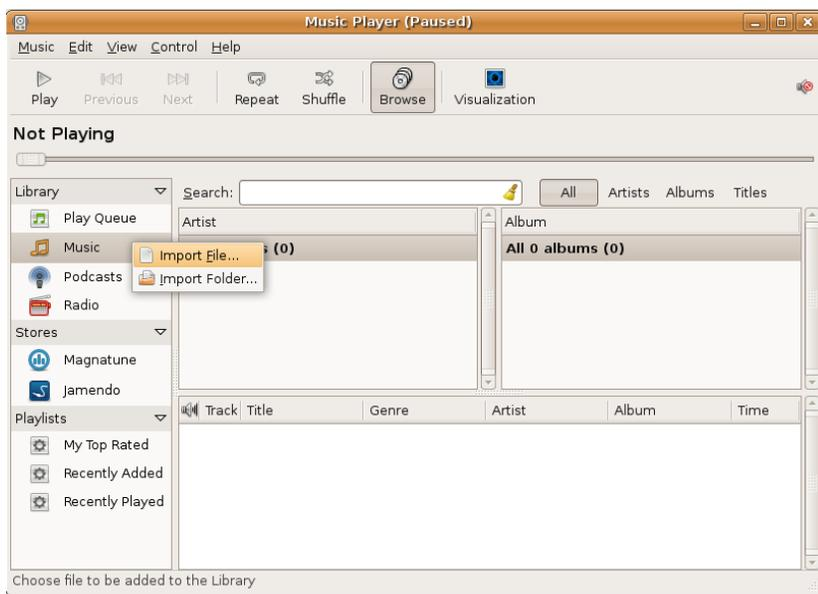 Music Player (Paused)
Music Edit View Control Help
Play Previous Next Repeat Shuffle Browse Visualization
Not Playing
Library
Play Queue
Music
Podcasts
Radio
Stores
Magnatune
Jamendo
Playlists
My Top Rated
Recently Added
Recently Played
Import File...
Import Folder...
Search: All Artists Albums Titles
Artist
(0)
Album
All 0 albums (0)
Track Title Genre Artist Album Time
Choose file to be added to the Library